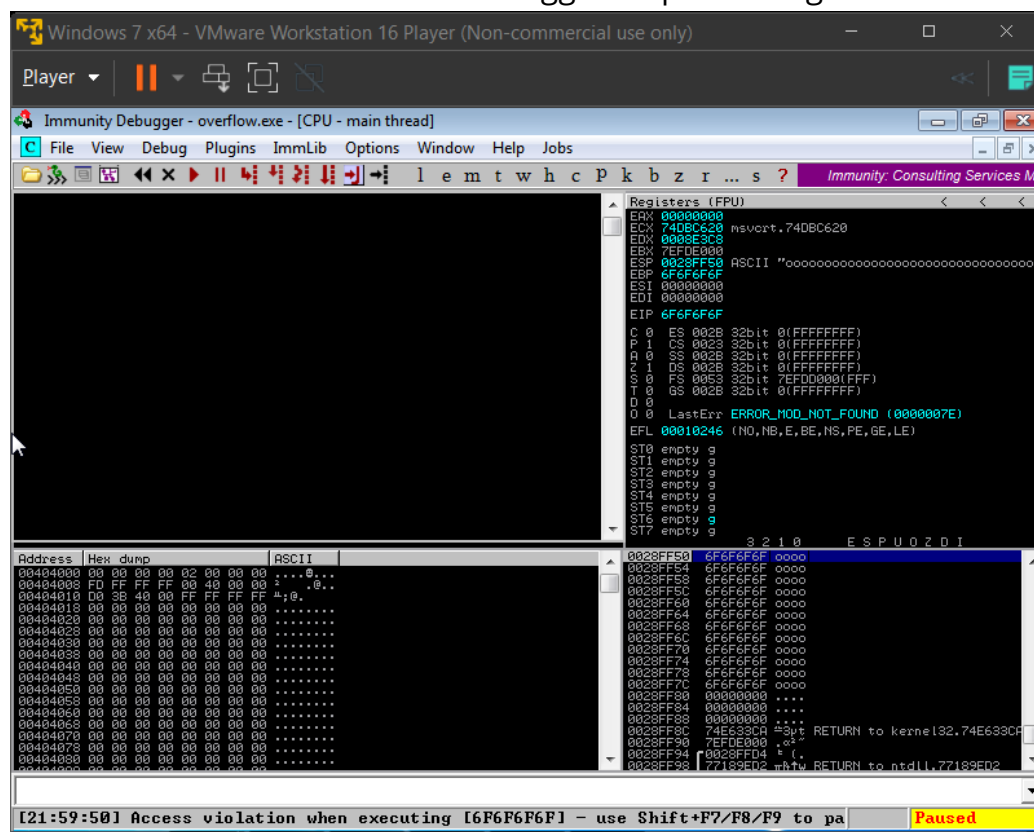 Windows 7 x64 - VMware Workstation 16 Player (Non-commercial use only)
Player
Immunity Debugger - overflow.exe - [CPU - main thread]
C File View Debug Plugins ImmLib Options Window Help Jobs
l e m t w h c P k b z r ... s ? Immunity: Consulting Services M
Registers (FPU) < < <
EAX 00000000
ECX 74DBC620 msvcrt.74DBC620
EDX 0008E3C8
EBX 7EFDE000
ESP 0028FF50 ASCII "oooooooooooooooooooooooooooooooo
EBP 6F6F6F6F
ESI 00000000
EDI 00000000
EIP 6F6F6F6F
C 0 ES 002B 32bit 0(FFFFFFFF)
P 1 CS 0023 32bit 0(FFFFFFFF)
A 0 SS 002B 32bit 0(FFFFFFFF)
Z 1 DS 002B 32bit 0(FFFFFFFF)
S 0 FS 0053 32bit 7EFDD000(FFF)
T 0 GS 002B 32bit 0(FFFFFFFF)
D 0
O 0 LastErr ERROR_MOD_NOT_FOUND (0000007E)
EFL 00010246 (NO,NB,E,BE,NS,PE,GE,LE)
ST0 empty g
ST1 empty g
ST2 empty g
ST3 empty g
ST4 empty g
ST5 empty g
ST6 empty g
ST7 empty g
3 2 1 0 E S P U O Z D I
Address Hex dump ASCII
00404000 00 00 00 00 02 00 00 00 ....☻...
00404008 FD FF FF FF 00 40 00 00 ² .@..
00404010 D0 3B 40 00 FF FF FF FF ╨;@.
00404018 00 00 00 00 00 00 00 00 ........
00404020 00 00 00 00 00 00 00 00 ........
00404028 00 00 00 00 00 00 00 00 ........
00404030 00 00 00 00 00 00 00 00 ........
00404038 00 00 00 00 00 00 00 00 ........
00404040 00 00 00 00 00 00 00 00 ........
00404048 00 00 00 00 00 00 00 00 ........
00404050 00 00 00 00 00 00 00 00 ........
00404058 00 00 00 00 00 00 00 00 ........
00404060 00 00 00 00 00 00 00 00 ........
00404068 00 00 00 00 00 00 00 00 ........
00404070 00 00 00 00 00 00 00 00 ........
00404078 00 00 00 00 00 00 00 00 ........
00404080 00 00 00 00 00 00 00 00 ........
0028FF50 6F6F6F6F oooo
0028FF54 6F6F6F6F oooo
0028FF58 6F6F6F6F oooo
0028FF5C 6F6F6F6F oooo
0028FF60 6F6F6F6F oooo
0028FF64 6F6F6F6F oooo
0028FF68 6F6F6F6F oooo
0028FF6C 6F6F6F6F oooo
0028FF70 6F6F6F6F oooo
0028FF74 6F6F6F6F oooo
0028FF78 6F6F6F6F oooo
0028FF7C 6F6F6F6F oooo
0028FF80 00000000 ....
0028FF84 00000000 ....
0028FF88 00000000 ....
0028FF8C 74E633CA ╩3µt RETURN to kernel32.74E633CA
0028FF90 7EFDE000 .α²~
0028FF94 0028FFD4 ╘ (.
0028FF98 77189ED2 RETURN to ntdll.77189ED2
[21:59:50] Access violation when executing [6F6F6F6F] - use Shift+F7/F8/F9 to pa
Paused